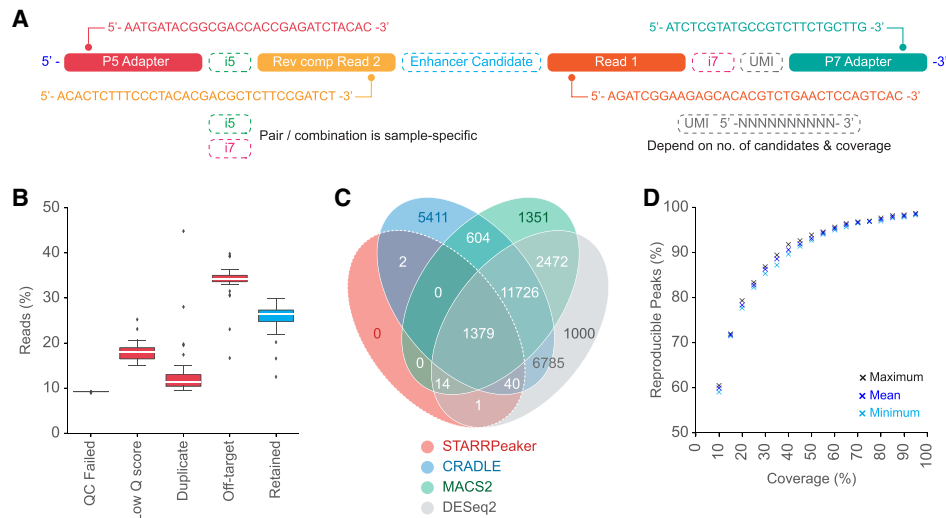 A
5'- AATGATACGGCGACCACCGAGATCTACAC -3'
ATCTCGTATGCCGTCTTCTGCTTG -3'
5'-
5' -
P5 Adapter
i5
Rev comp Read 2
Enhancer Candidate
Read 1
i7
UMI
P7 Adapter
-3'
5'- ACACTCTTTCCCTACACGACGCTCTTCCGATCT -3'
5'- AGATCGGAAGAGCACACGTCTGAACTCCAGTCAC -3'
i5
i7
Pair / combination is sample-specific
UMI 5' -NNNNNNNNNN- 3'
Depend on no. of candidates & coverage
B
Reads (%)
50
40
30
20
10
0
QC Failed
Low Q score
Duplicate
Off-target
Retained
C
5411
1351
604
2
2472
0
11726
0
1379
1000
0
6785
14
40
1
STARRPeaker
CRADLE
MACS2
DESeq2
D
Reproducible Peaks (%)
100
90
80
70
60
50
Maximum
Mean
Minimum
0
10
20
30
40
50
60
70
80
90
100
Coverage (%)